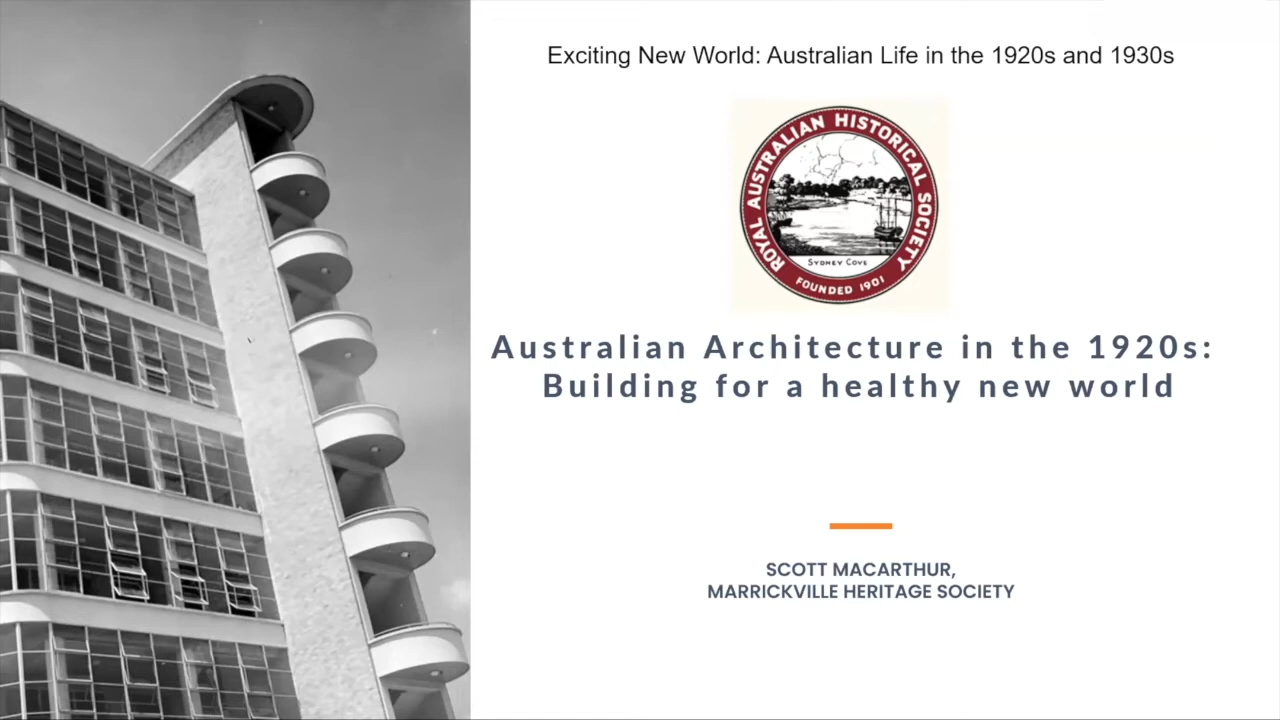 Exciting New World: Australian Life in the 1920s and 1930s
ROYAL AUSTRALIAN HISTORICAL SOCIETY
SYDNEY COVE
FOUNDED 1901
Australian Architecture in the 1920s:
Building for a healthy new world
SCOTT MACARTHUR,
MARRICKVILLE HERITAGE SOCIETY